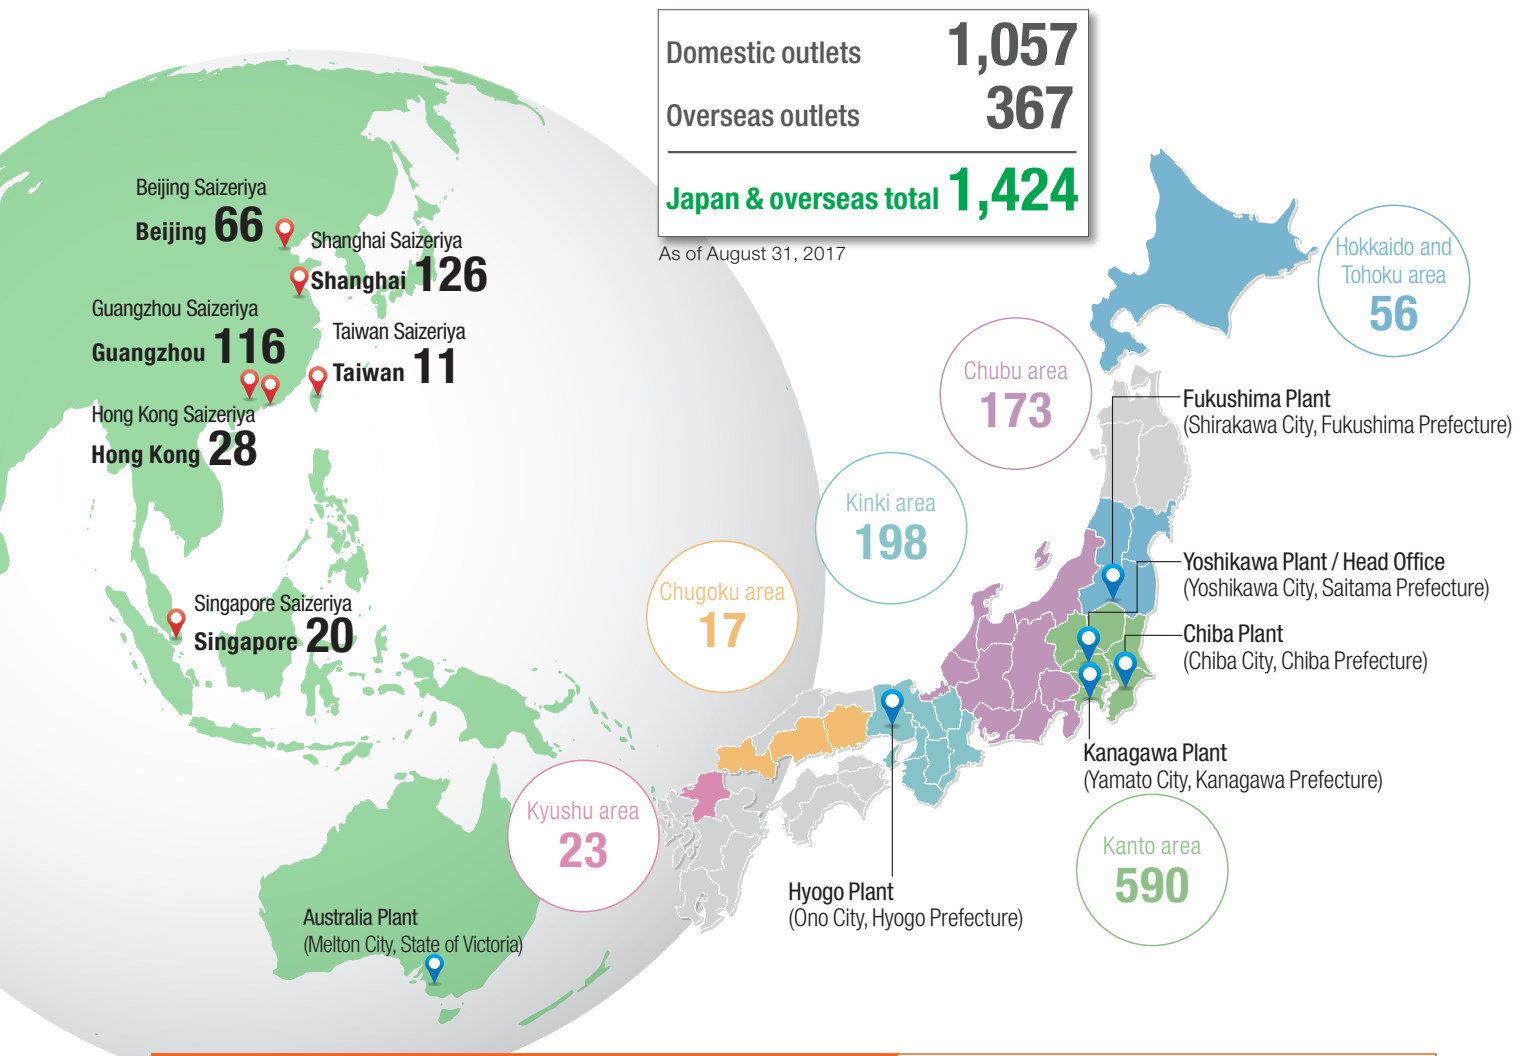 Domestic outlets 1,057
Overseas outlets 367
Japan & overseas total 1,424
As of August 31, 2017
Beijing Saizeriya
Beijing 66
Shanghai Saizeriya
Shanghai 126
Guangzhou Saizeriya
Guangzhou 116
Taiwan Saizeriya
Taiwan 11
Hong Kong Saizeriya
Hong Kong 28
Singapore Saizeriya
Singapore 20
Australia Plant
(Melton City, State of Victoria)
Hokkaido and
Tohoku area
56
Chubu area
173
Kinki area
198
Chugoku area
17
Kyushu area
23
Kanto area
590
Fukushima Plant
(Shirakawa City, Fukushima Prefecture)
Yoshikawa Plant / Head Office
(Yoshikawa City, Saitama Prefecture)
Chiba Plant
(Chiba City, Chiba Prefecture)
Kanagawa Plant
(Yamato City, Kanagawa Prefecture)
Hyogo Plant
(Ono City, Hyogo Prefecture)